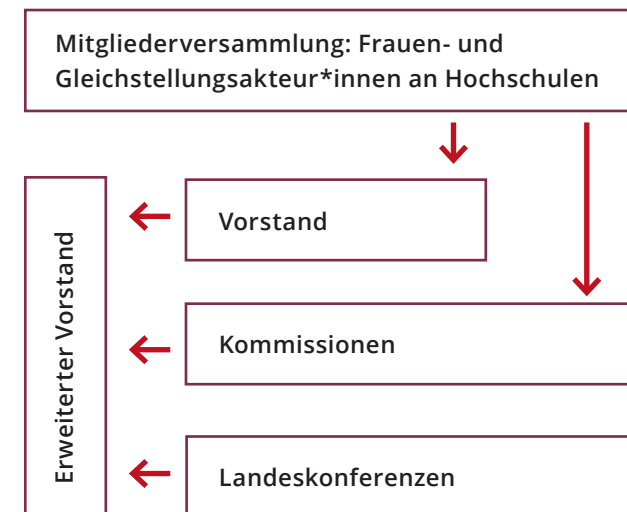 Mitgliederversammlung: Frauen- und
Gleichstellungsakteur*innen an Hochschulen
Vorstand
Erweiterter Vorstand
Kommissionen
Landeskonferenzen